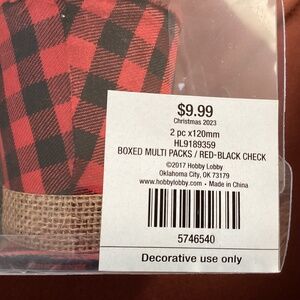 $9.99
Christmas 2023
2 pc x120mm
HL9189359
BOXED MULTI PACKS / RED-BLACK CHECK
©2017 Hobby Lobby
Oklahoma City, OK 73179
www.hobbylobby.com • Made in China
5746540
Decorative use only